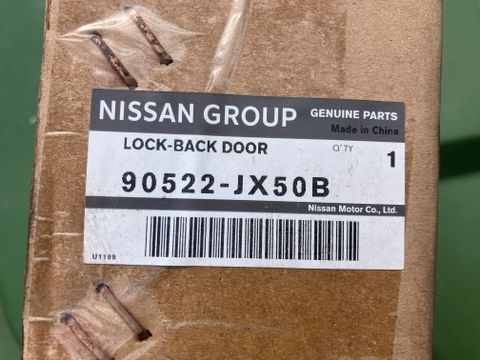 NISSAN GROUP GENUINE PARTS
Made in China
LOCK-BACK DOOR Q'TY 1
90522-JX50B
Nissan Motor Co., Ltd.
U1199